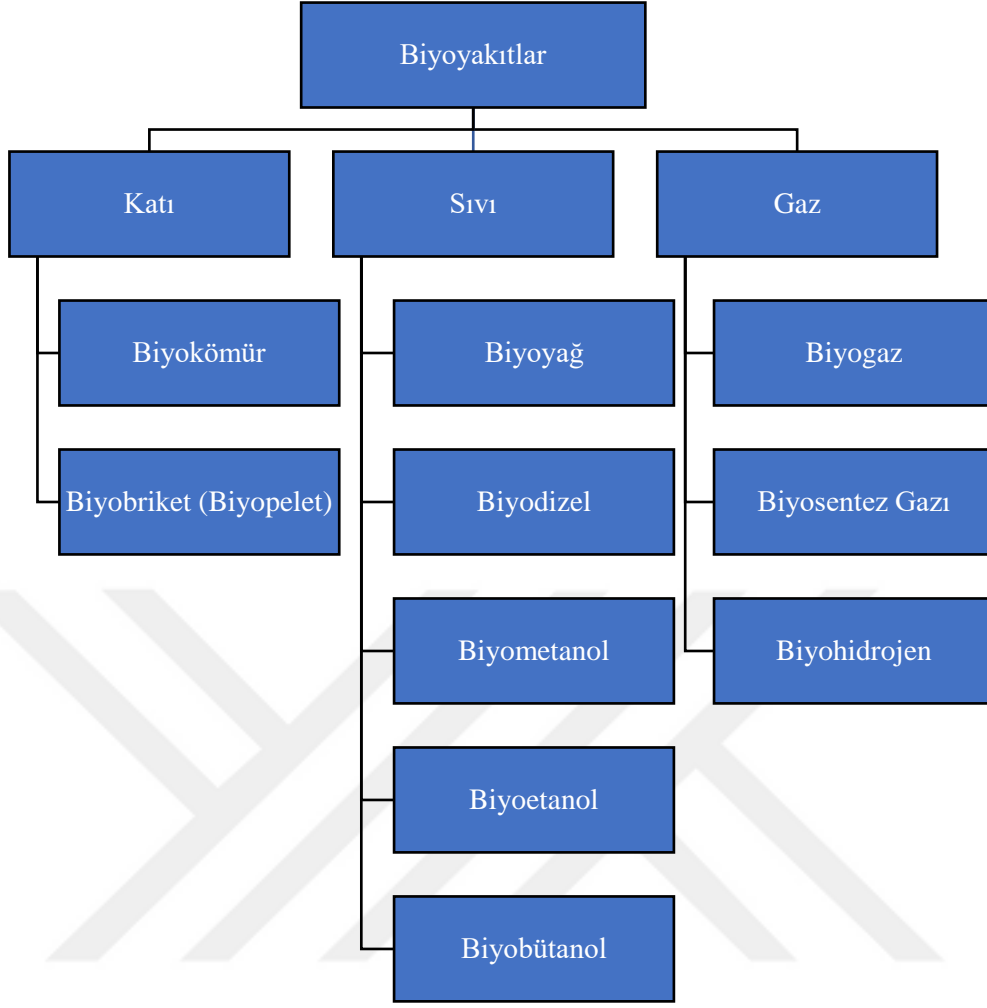 Biyoyakıtlar
Katı
Sıvı
Gaz
Biyokömür
Biyoyağ
Biyogaz
Biyobriket (Biyopelet)
Biyodizel
Biyosentez Gazı
Biyometanol
Biyohidrojen
Biyoetanol
Biyobütanol